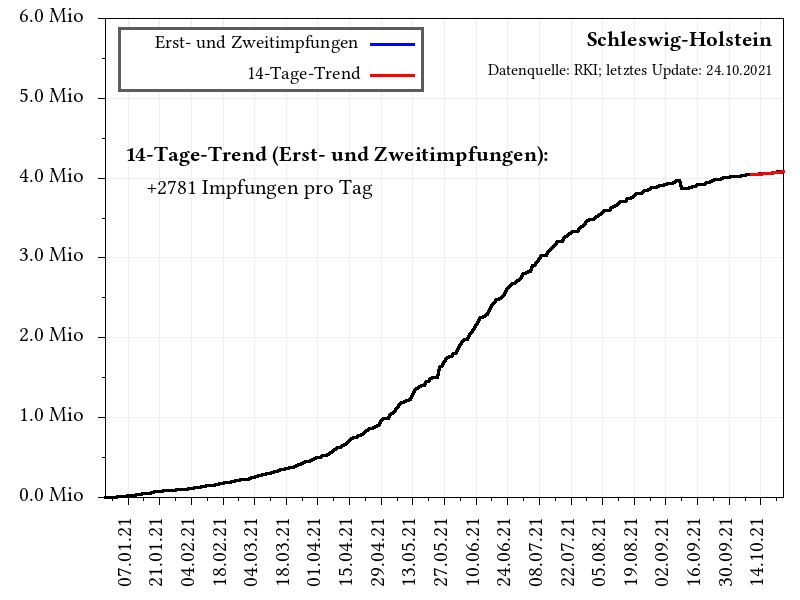 6.0 Mio
5.0 Mio
4.0 Mio
3.0 Mio
2.0 Mio
1.0 Mio
0.0 Mio
Erst- und Zweitimpfungen
14-Tage-Trend
Schleswig-Holstein
Datenquelle: RKI; letztes Update: 24.10.2021
14-Tage-Trend (Erst- und Zweitimpfungen):
+2781 Impfungen pro Tag
07.01.21
21.01.21
04.02.21
18.02.21
04.03.21
18.03.21
01.04.21
15.04.21
29.04.21
13.05.21
27.05.21
10.06.21
24.06.21
08.07.21
22.07.21
05.08.21
19.08.21
02.09.21
16.09.21
30.09.21
14.10.21